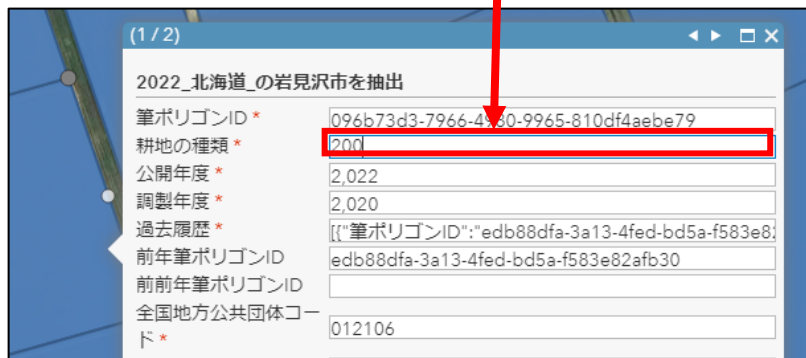 (1 / 2)
2022_北海道_の岩見沢市を抽出
筆ポリゴンID * 096b73d3-7966-4980-9965-810df4aebe79
耕地の種類 * 200
公開年度 * 2,022
調製年度 * 2,020
過去履歴 * [{"筆ポリゴンID":"edb88dfa-3a13-4fed-bd5a-f583e82
前年筆ポリゴンID edb88dfa-3a13-4fed-bd5a-f583e82afb30
前前年筆ポリゴンID
全国地方公共団体コー
ド * 012106